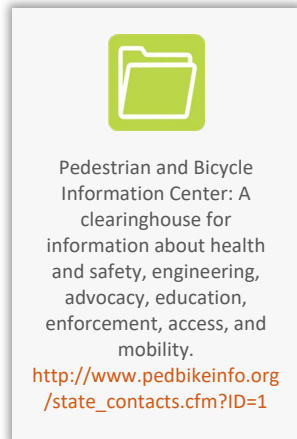 Pedestrian and Bicycle
Information Center: A
clearinghouse for
information about health
and safety, engineering,
advocacy, education,
enforcement, access, and
mobility.
http://www.pedbikeinfo.org
/state_contacts.cfm?ID=1